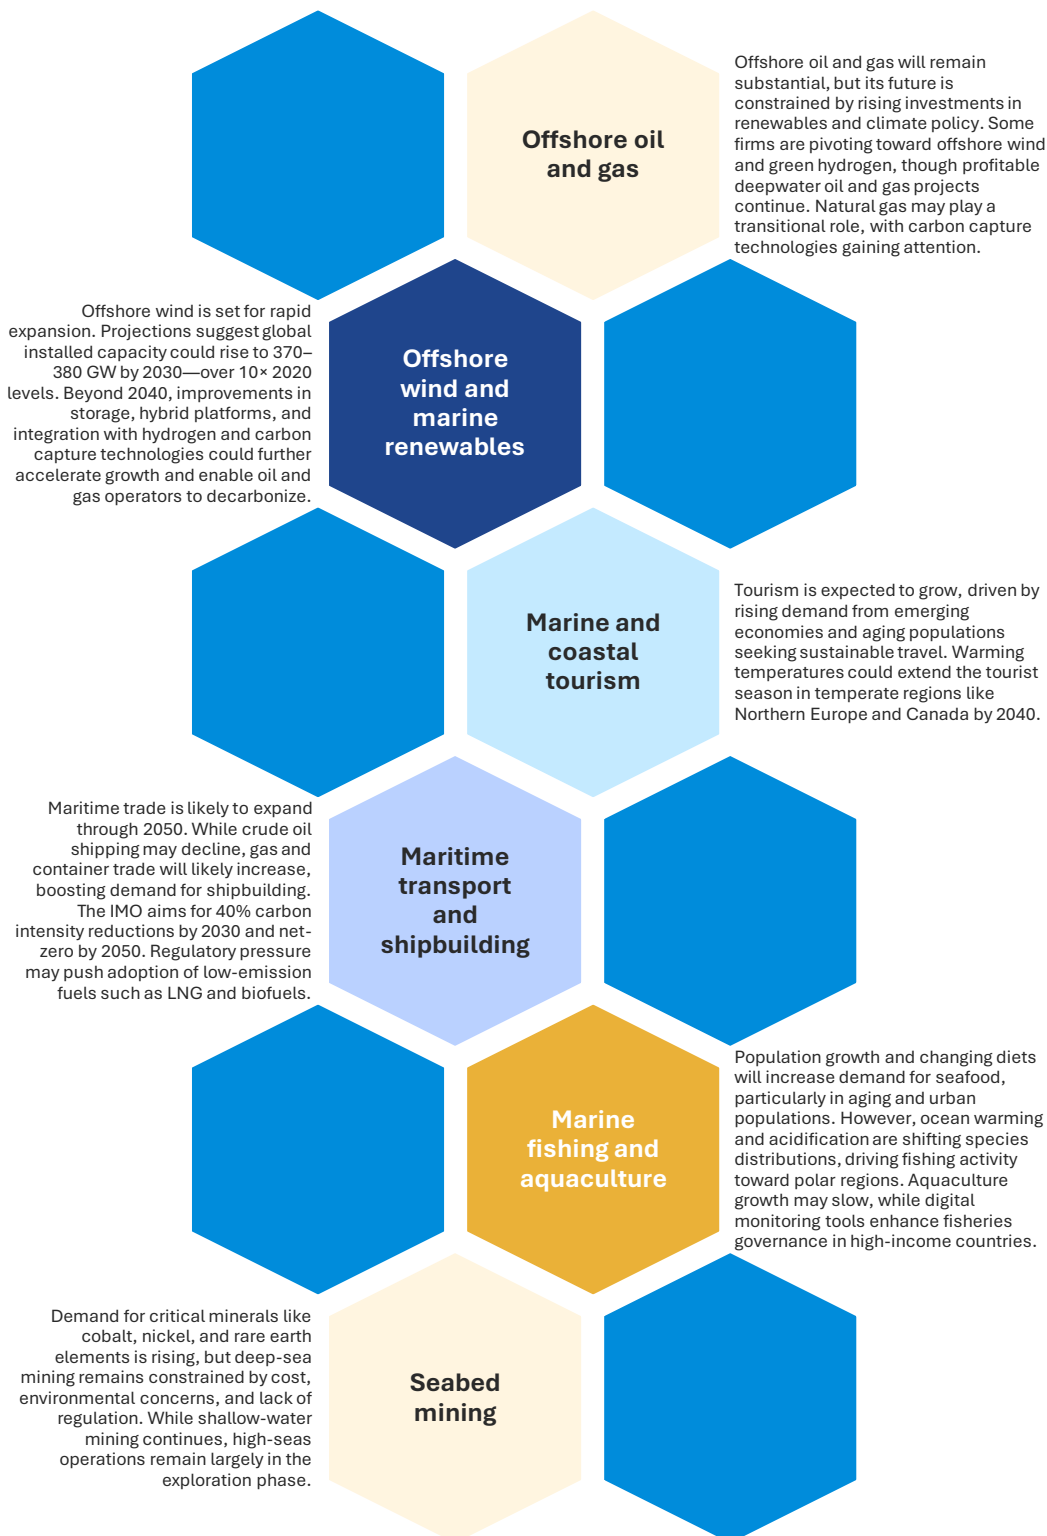 Offshore oil
and gas
Offshore oil and gas will remain
substantial, but its future is
constrained by rising investments in
renewables and climate policy. Some
firms are pivoting toward offshore wind
and green hydrogen, though profitable
deepwater oil and gas projects
continue. Natural gas may play a
transitional role, with carbon capture
technologies gaining attention.
Offshore wind is set for rapid
expansion. Projections suggest global
installed capacity could rise to 370–
380 GW by 2030—over 10× 2020
levels. Beyond 2040, improvements in
storage, hybrid platforms, and
integration with hydrogen and carbon
capture technologies could further
accelerate growth and enable oil and
gas operators to decarbonize.
Offshore
wind and
marine
renewables
Marine and
coastal
tourism
Tourism is expected to grow, driven by
rising demand from emerging
economies and aging populations
seeking sustainable travel. Warming
temperatures could extend the tourist
season in temperate regions like
Northern Europe and Canada by 2040.
Maritime trade is likely to expand
through 2050. While crude oil
shipping may decline, gas and
container trade will likely increase,
boosting demand for shipbuilding.
The IMO aims for 40% carbon
intensity reductions by 2030 and net-
zero by 2050. Regulatory pressure
may push adoption of low-emission
fuels such as LNG and biofuels.
Maritime
transport
and
shipbuilding
Marine
fishing and
aquaculture
Population growth and changing diets
will increase demand for seafood,
particularly in aging and urban
populations. However, ocean warming
and acidification are shifting species
distributions, driving fishing activity
toward polar regions. Aquaculture
growth may slow, while digital
monitoring tools enhance fisheries
governance in high-income countries.
Demand for critical minerals like
cobalt, nickel, and rare earth
elements is rising, but deep-sea
mining remains constrained by cost,
environmental concerns, and lack of
regulation. While shallow-water
mining continues, high-seas
operations remain largely in the
exploration phase.
Seabed
mining